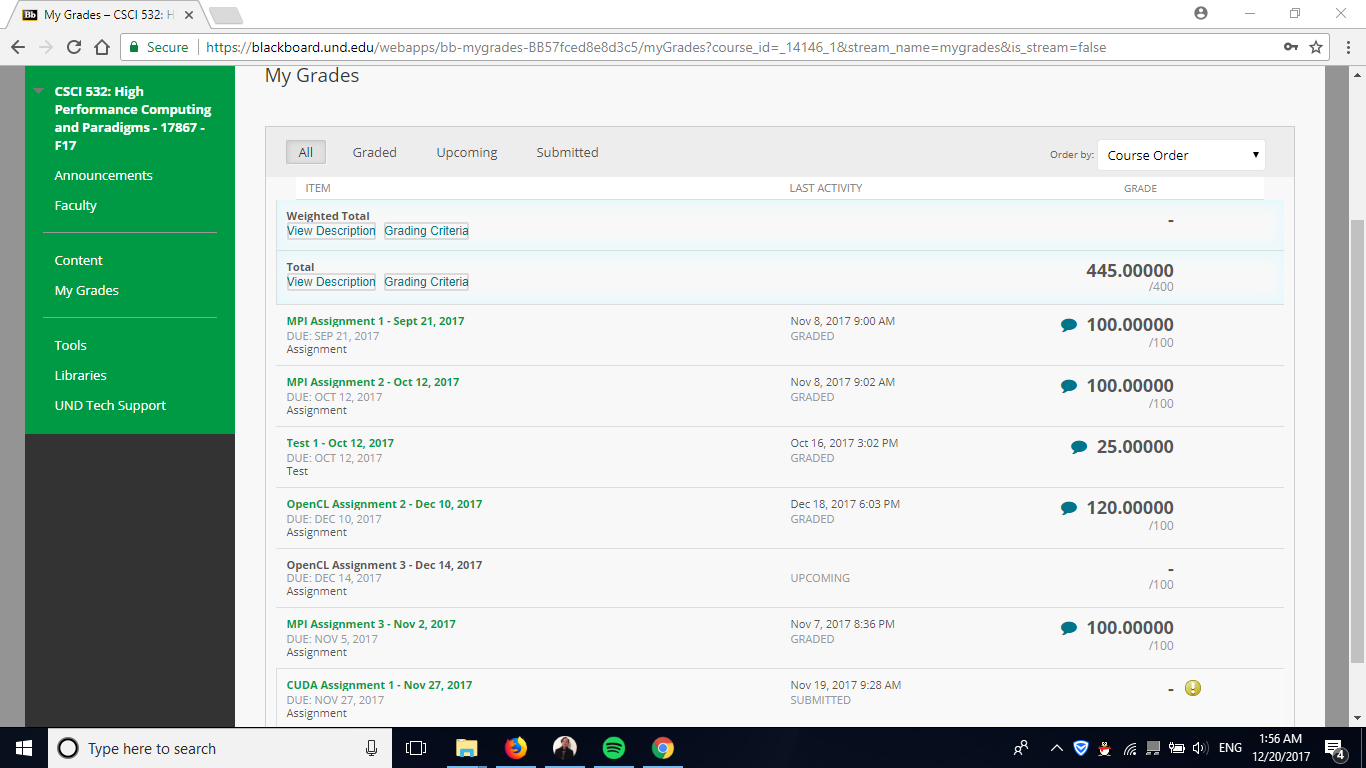 My Grades – CSCI 532: H
Secure
https://blackboard.und.edu/webapps/bb-mygrades-BB57fced8e8d3c5/myGrades?course_id=_14146_1&stream_name=mygrades&is_stream=false
CSCI 532: High
Performance Computing
and Paradigms - 17867 -
F17
Announcements
Faculty
Content
My Grades
Tools
Libraries
UND Tech Support
My Grades
All Graded Upcoming Submitted
Order by: Course Order
ITEM LAST ACTIVITY GRADE
Weighted Total -
View Description Grading Criteria
Total 445.00000
View Description Grading Criteria /400
MPI Assignment 1 - Sept 21, 2017 Nov 8, 2017 9:00 AM 100.00000
DUE: SEP 21, 2017 GRADED /100
Assignment
MPI Assignment 2 - Oct 12, 2017 Nov 8, 2017 9:02 AM 100.00000
DUE: OCT 12, 2017 GRADED /100
Assignment
Test 1 - Oct 12, 2017 Oct 16, 2017 3:02 PM 25.00000
DUE: OCT 12, 2017 GRADED
Test
OpenCL Assignment 2 - Dec 10, 2017 Dec 18, 2017 6:03 PM 120.00000
DUE: DEC 10, 2017 GRADED /100
Assignment
OpenCL Assignment 3 - Dec 14, 2017 -
DUE: DEC 14, 2017 UPCOMING /100
Assignment
MPI Assignment 3 - Nov 2, 2017 Nov 7, 2017 8:36 PM 100.00000
DUE: NOV 5, 2017 GRADED /100
Assignment
CUDA Assignment 1 - Nov 27, 2017 Nov 19, 2017 9:28 AM -
DUE: NOV 27, 2017 SUBMITTED
Assignment
Type here to search
ENG
1:56 AM
12/20/2017
4